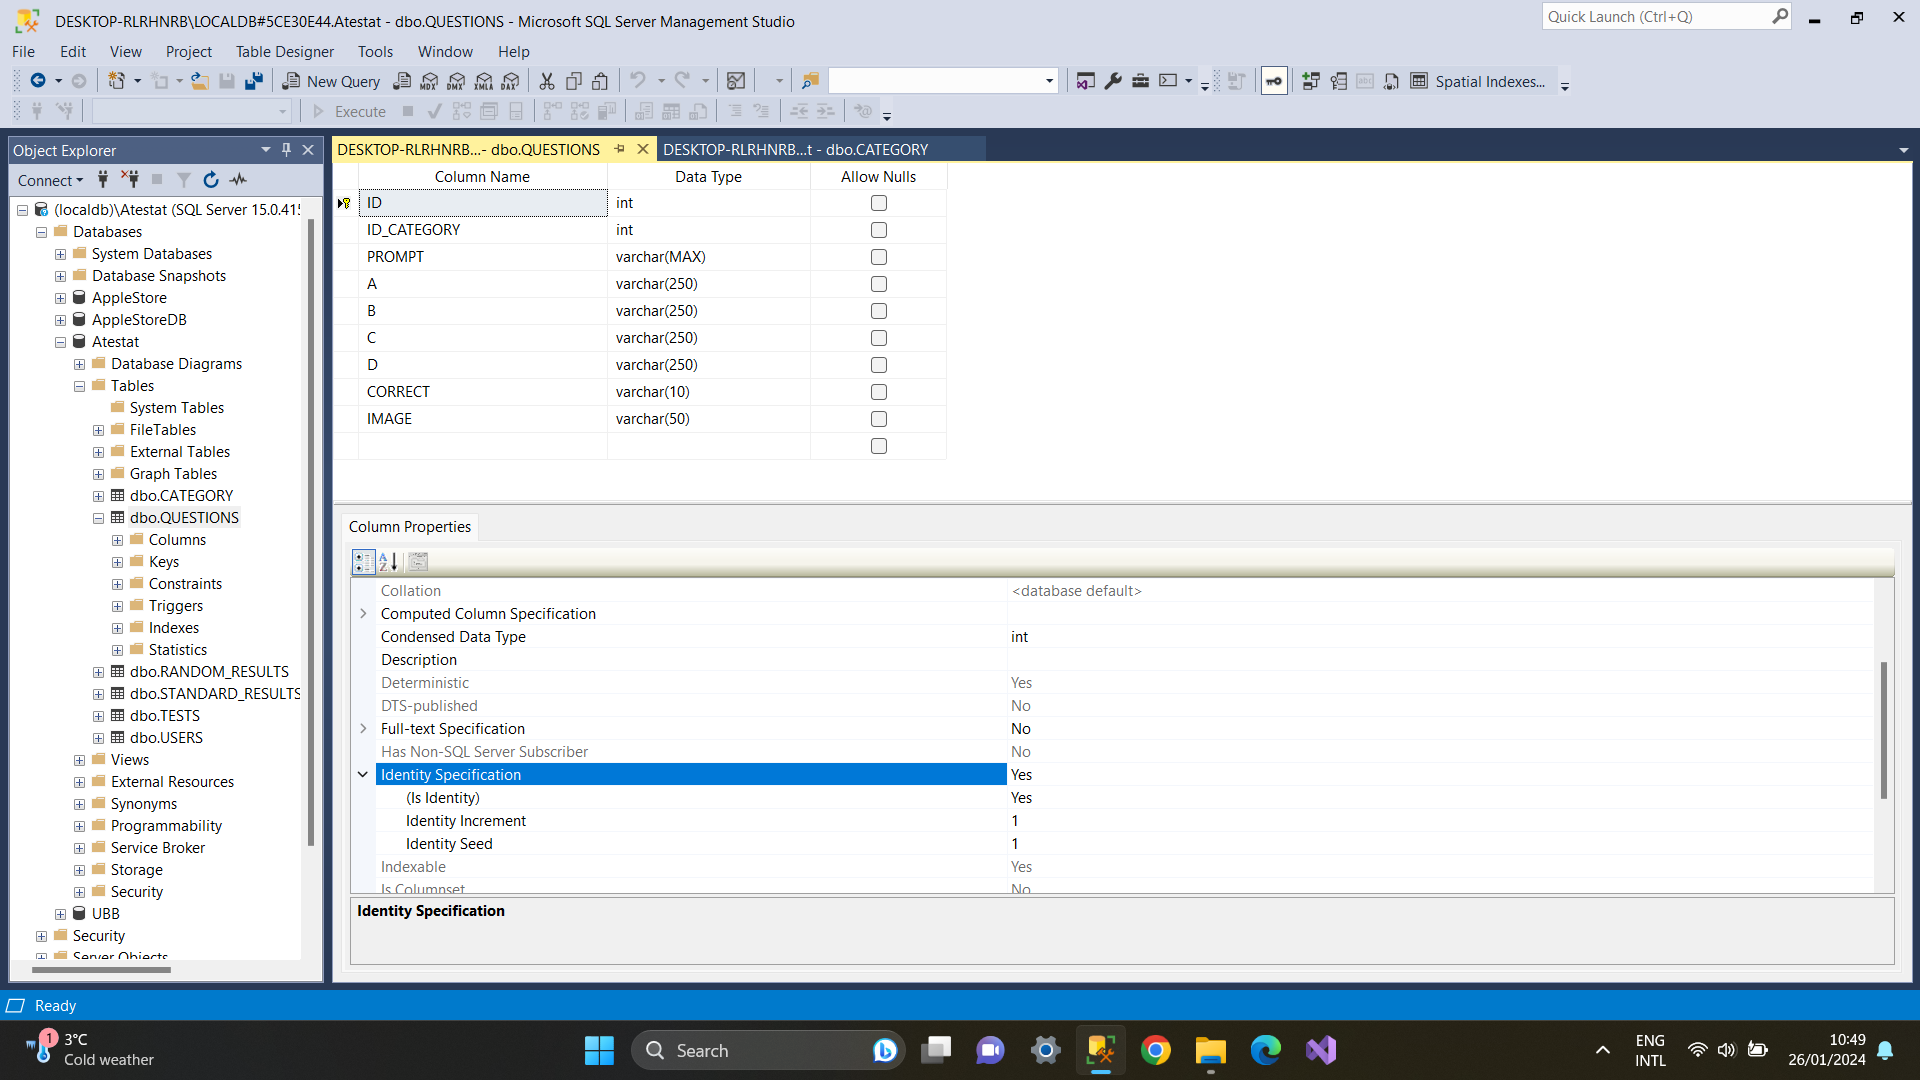 DESKTOP-RLRHNRB\LOCALDB#5CE30E44.Atestat - dbo.QUESTIONS - Microsoft SQL Server Management Studio
Quick Launch (Ctrl+Q)
File Edit View Project Table Designer Tools Window Help
New Query MDX DMX XMLA DAX Spatial Indexes...
Execute
Object Explorer
Connect
(localdb)\Atestat (SQL Server 15.0.415
Databases
System Databases
Database Snapshots
AppleStore
AppleStoreDB
Atestat
Database Diagrams
Tables
System Tables
FileTables
External Tables
Graph Tables
dbo.CATEGORY
dbo.QUESTIONS
Columns
Keys
Constraints
Triggers
Indexes
Statistics
dbo.RANDOM_RESULTS
dbo.STANDARD_RESULTS
dbo.TESTS
dbo.USERS
Views
External Resources
Synonyms
Programmability
Service Broker
Storage
Security
UBB
Security
Server Objects
DESKTOP-RLRHNRB...- dbo.QUESTIONS
DESKTOP-RLRHNRB...t - dbo.CATEGORY
Column Name Data Type Allow Nulls
ID int
ID_CATEGORY int
PROMPT varchar(MAX)
A varchar(250)
B varchar(250)
C varchar(250)
D varchar(250)
CORRECT varchar(10)
IMAGE varchar(50)
Column Properties
Collation <database default>
Computed Column Specification
Condensed Data Type int
Description
Deterministic Yes
DTS-published No
Full-text Specification No
Has Non-SQL Server Subscriber No
Identity Specification Yes
(Is Identity) Yes
Identity Increment 1
Identity Seed 1
Indexable Yes
Is Columnset No
Identity Specification
Ready
1
3°C
Cold weather
Search
ENG
INTL
10:49
26/01/2024